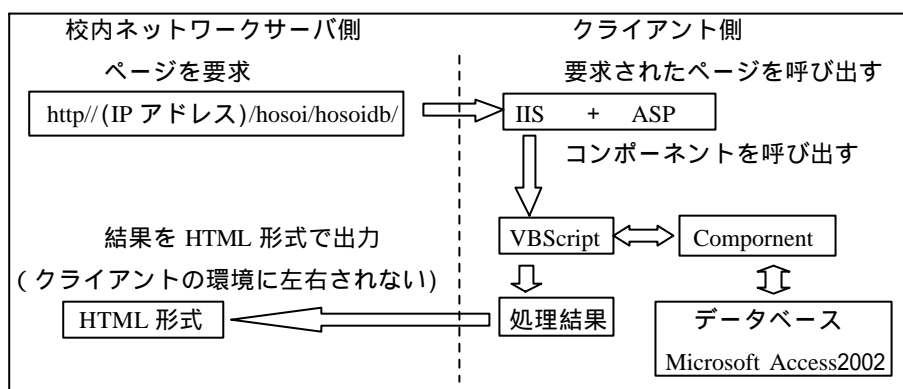 校内ネットワークサーバ側
クライアント側
ページを要求
要求されたページを呼び出す
http//(IP アドレス)/hosoi/hosoidb/
IIS + ASP
コンポーネントを呼び出す
VBScript
Compornent
結果を HTML 形式で出力
(クライアントの環境に左右されない)
HTML 形式
処理結果
データベース
Microsoft Access2002